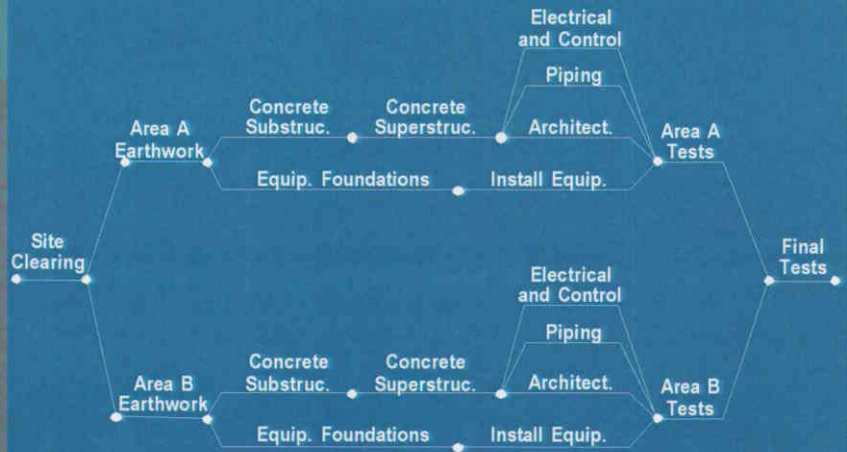 Electrical
and Control
Piping
Concrete
Substruc.
Concrete
Superstruc.
Architect.
Area A
Earthwork
Area A
Tests
Equip. Foundations
Install Equip.
Site
Clearing
Final
Tests
Electrical
and Control
Piping
Concrete
Substruc.
Concrete
Superstruc.
Architect.
Area B
Earthwork
Area B
Tests
Equip. Foundations
Install Equip.